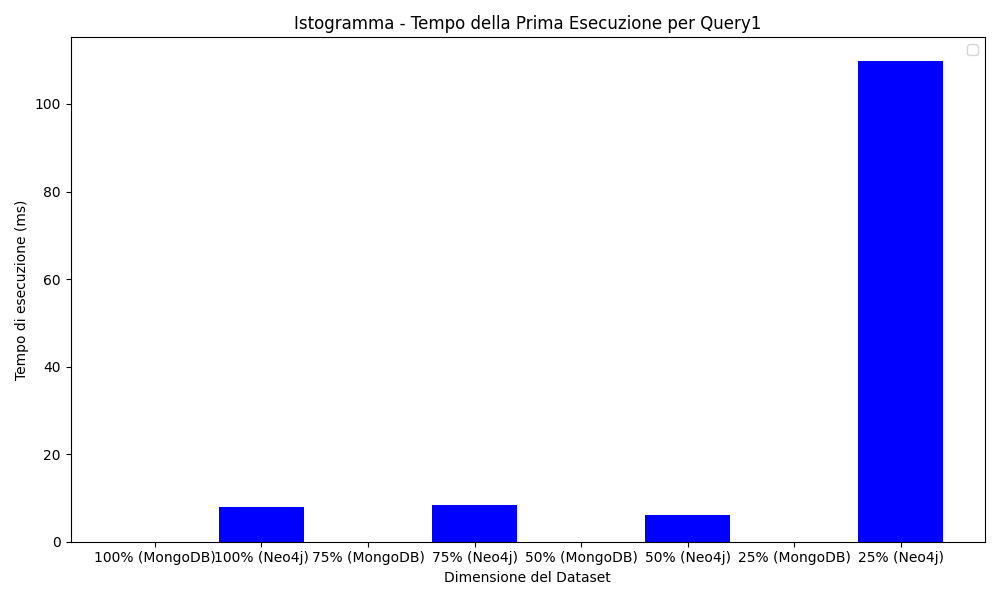 Istogramma - Tempo della Prima Esecuzione per Query1
Tempo di esecuzione (ms)
100
80
60
40
20
0
100% (MongoDB) 100% (Neo4j) 75% (MongoDB) 75% (Neo4j) 50% (MongoDB) 50% (Neo4j) 25% (MongoDB) 25% (Neo4j)
Dimensione del Dataset